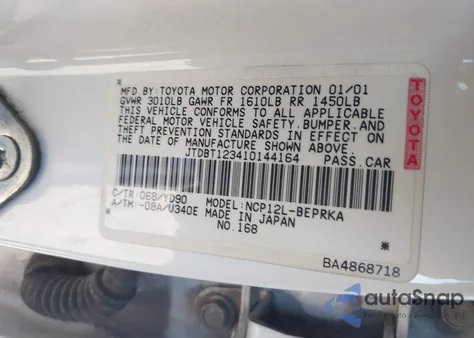 MFD.BY:TOYOTA MOTOR CORPORATION 01/01
GVWR 3010LB GAWR FR 1610LB RR 1450LB
THIS VEHICLE CONFORMS TO ALL APPLICABLE
FEDERAL MOTOR VEHICLE SAFETY,BUMPER,AND
THEFT PREVENTION STANDARDS IN EFFECT ON
THE DATE OF MANUFACTURE SHOWN ABOVE.
JTDBT123410144164 PASS.CAR
TOYOTA
C/TR:068/YD90 MODEL:NCP12L-BEPRKA
A/TM:-08A/U340E MADE IN JAPAN
NO.168
BA4868718
autoSnap